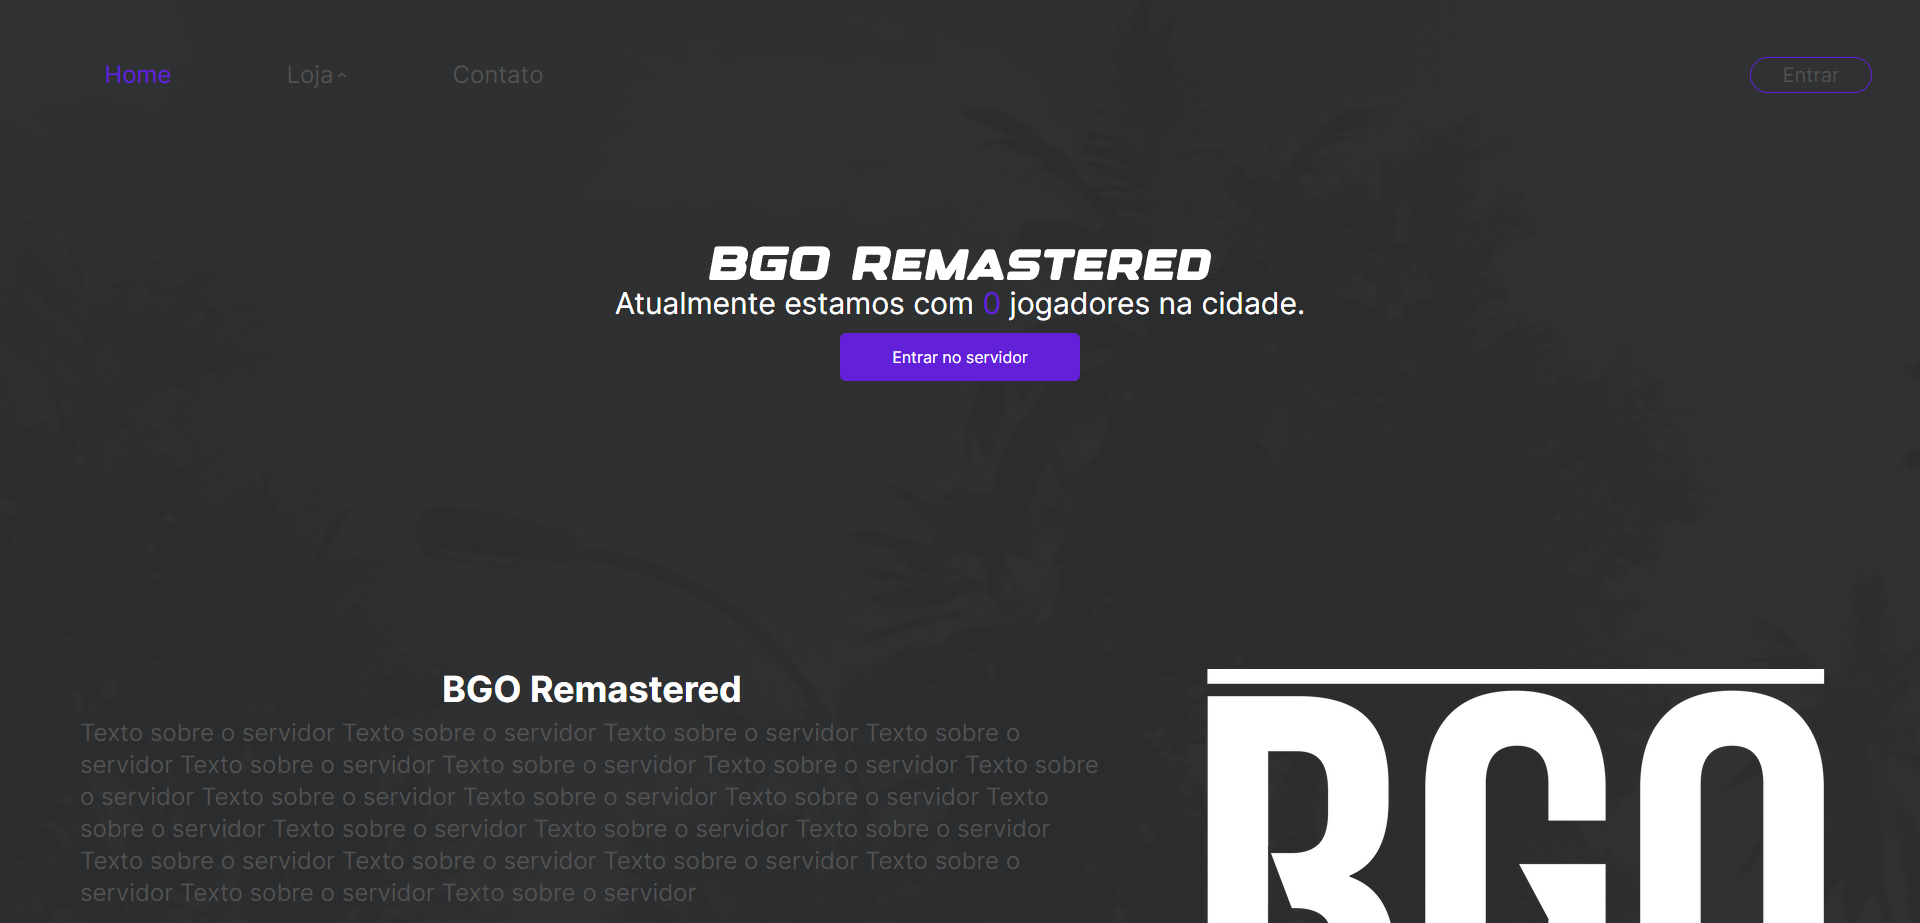 Home Loja Contato Entrar
BGO Remastered
Atualmente estamos com 0 jogadores na cidade.
Entrar no servidor
BGO Remastered
Texto sobre o servidor Texto sobre o servidor Texto sobre o servidor Texto sobre o
servidor Texto sobre o servidor Texto sobre o servidor Texto sobre o servidor Texto sobre
o servidor Texto sobre o servidor Texto sobre o servidor Texto sobre o servidor Texto
sobre o servidor Texto sobre o servidor Texto sobre o servidor Texto sobre o servidor
Texto sobre o servidor Texto sobre o servidor Texto sobre o servidor Texto sobre o
servidor Texto sobre o servidor Texto sobre o servidor
BGO